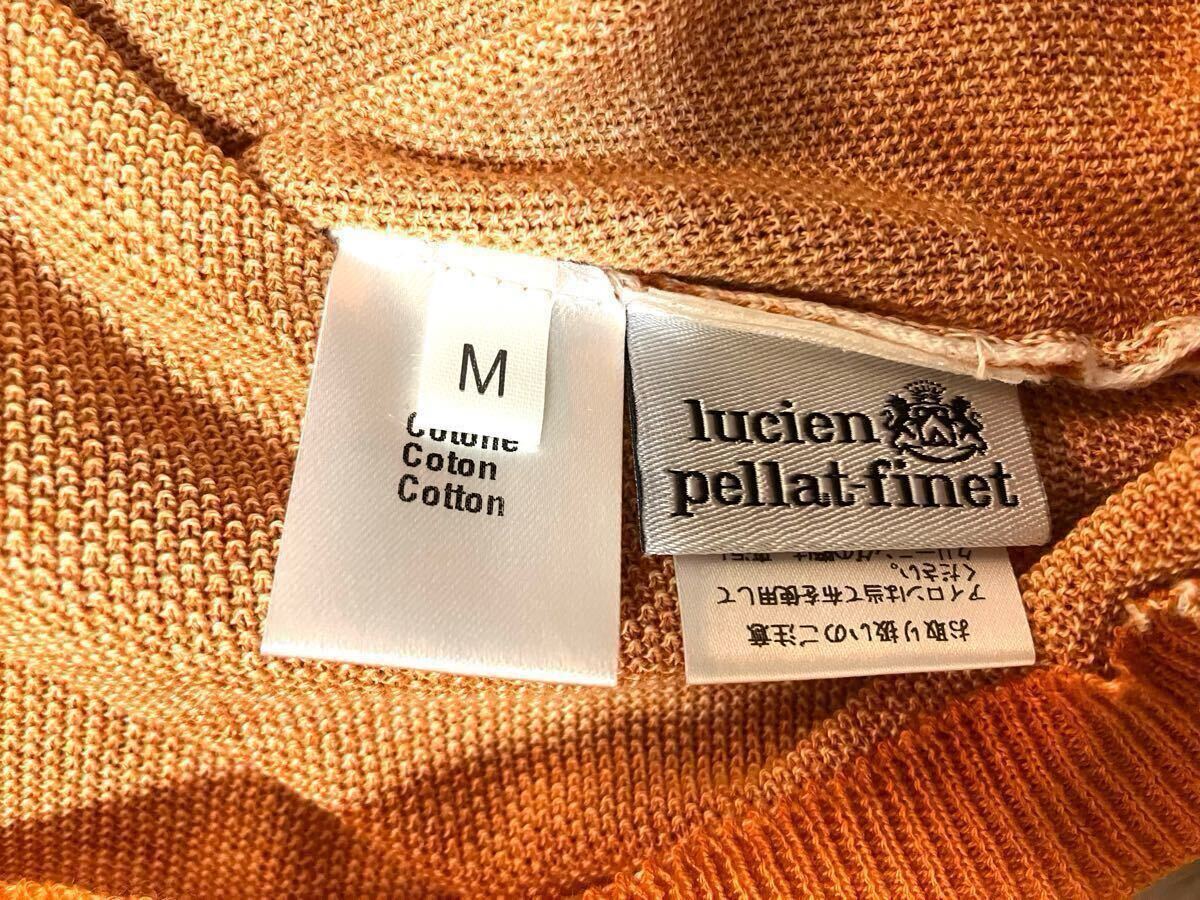 M
Cotone
Coton
Cotton
lucien
pellat-finet
お取り扱いのご注意
アイロンは当て布を使用して
ください。